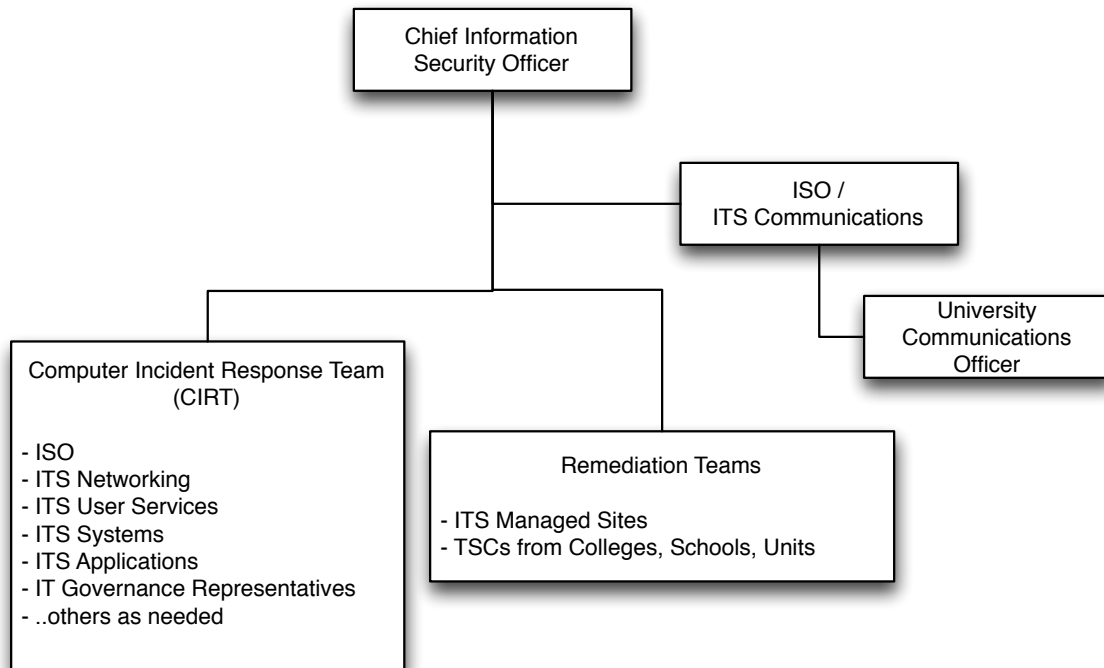 Chief Information
Security Officer
ISO /
ITS Communications
University
Communications
Officer
Computer Incident Response Team
(CIRT)
- ISO
- ITS Networking
- ITS User Services
- ITS Systems
- ITS Applications
- IT Governance Representatives
- ..others as needed
Remediation Teams
- ITS Managed Sites
- TSCs from Colleges, Schools, Units